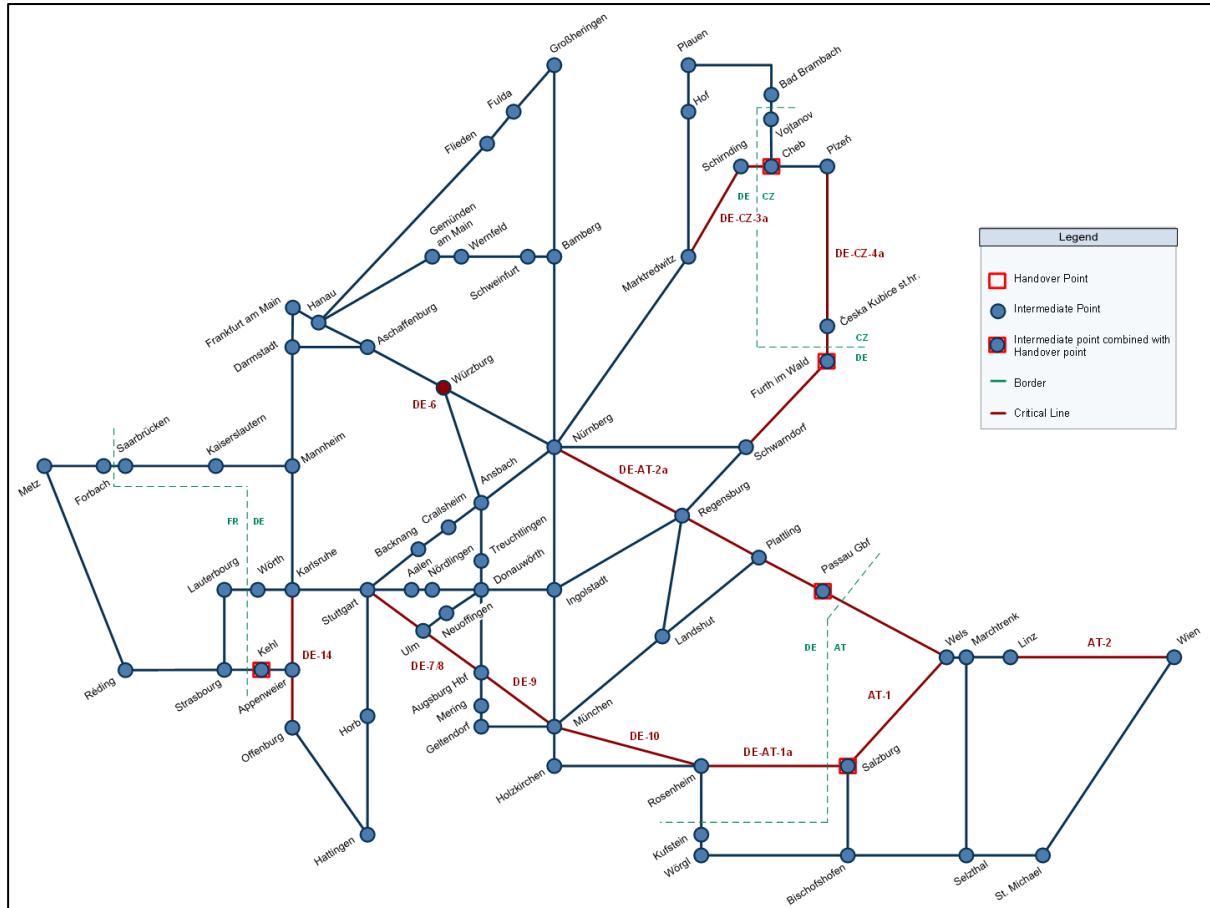 Großheringen
Plauen
Bad Brambach
Fulda
Hof
Vojtanov
Flieden
Schirnding
Cheb
Plzeň
DE
CZ
DE-CZ-3a
Gemünden
am Main
Wernfeld
Schweinfurt
Bamberg
Marktredwitz
DE-CZ-4a
Legend
Handover Point
Intermediate Point
Intermediate point combined with
Handover point
Border
Critical Line
Frankfurt am Main
Hanau
Aschaffenburg
Darmstadt
Česka Kubice st.hr.
CZ
DE
Furth im Wald
Würzburg
DE-6
Nürnberg
Schwarndorf
Saarbrücken
Kaiserslautern
Mannheim
Metz
Forbach
Ansbach
DE-AT-2a
Regensburg
Crailsheim
Backnang
FR
DE
Treuchtlingen
Plattling
Passau Gbf
Lauterbourg
Wörth
Karlsruhe
Stuttgart
Aalen
Nördlingen
Donauwörth
Ingolstadt
Neuoffingen
Ulm
Landshut
Kehl
DE-14
DE-7/8
DE
AT
Wels
Marchtrenk
Linz
AT-2
Wien
Réding
Strasbourg
Appenweier
Augsburg Hbf
DE-9
AT-1
Mering
Horb
Geltendorf
München
Offenburg
DE-10
DE-AT-1a
Salzburg
Holzkirchen
Rosenheim
Hattingen
Kufstein
Wörgl
Bischofshofen
Selzthal
St. Michael